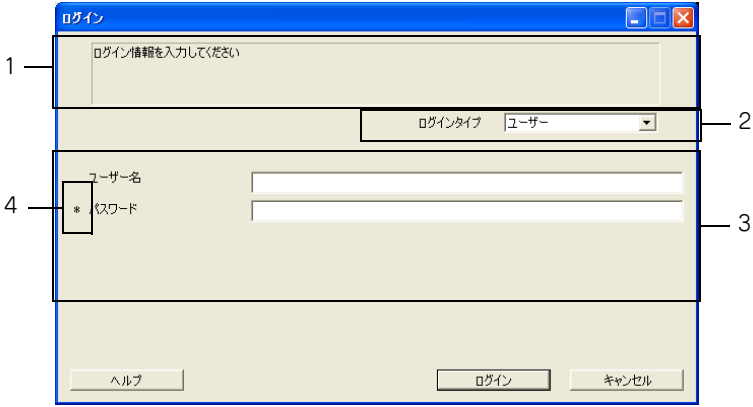 ログイン
1
ログイン情報を入力してください
ログインタイプ ユーザー
2
ユーザー名
4
* パスワード
3
ヘルプ ログイン キャンセル